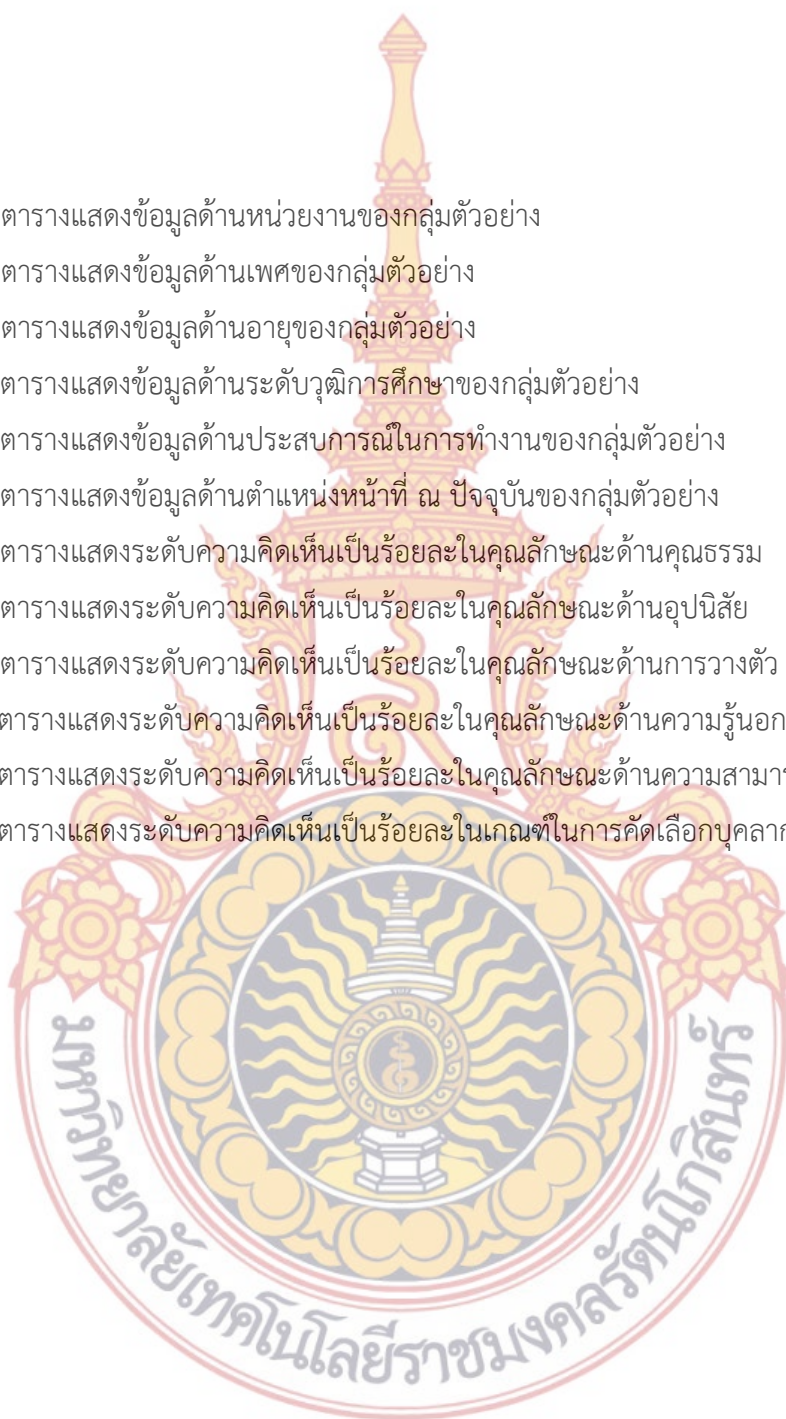 ตารางแสดงข้อมูลด้านหน่วยงานของกลุ่มตัวอย่าง
ตารางแสดงข้อมูลด้านเพศของกลุ่มตัวอย่าง
ตารางแสดงข้อมูลด้านอายุของกลุ่มตัวอย่าง
ตารางแสดงข้อมูลด้านระดับวุฒิการศึกษาของกลุ่มตัวอย่าง
ตารางแสดงข้อมูลด้านประสบการณ์ในการทำงานของกลุ่มตัวอย่าง
ตารางแสดงข้อมูลด้านตำแหน่งหน้าที่ ณ ปัจจุบันของกลุ่มตัวอย่าง
ตารางแสดงระดับความคิดเห็นเป็นร้อยละในคุณลักษณะด้านคุณธรรม
ตารางแสดงระดับความคิดเห็นเป็นร้อยละในคุณลักษณะด้านอุปนิสัย
ตารางแสดงระดับความคิดเห็นเป็นร้อยละในคุณลักษณะด้านการวางตัว
ตารางแสดงระดับความคิดเห็นเป็นร้อยละในคุณลักษณะด้านความรู้นอก
ตารางแสดงระดับความคิดเห็นเป็นร้อยละในคุณลักษณะด้านความสามาร
ตารางแสดงระดับความคิดเห็นเป็นร้อยละในเกณฑ์ในการคัดเลือกบุคลาก
มหาวิทยาลัยเทคโนโลยีราชมงคลรัตนโกสินทร์